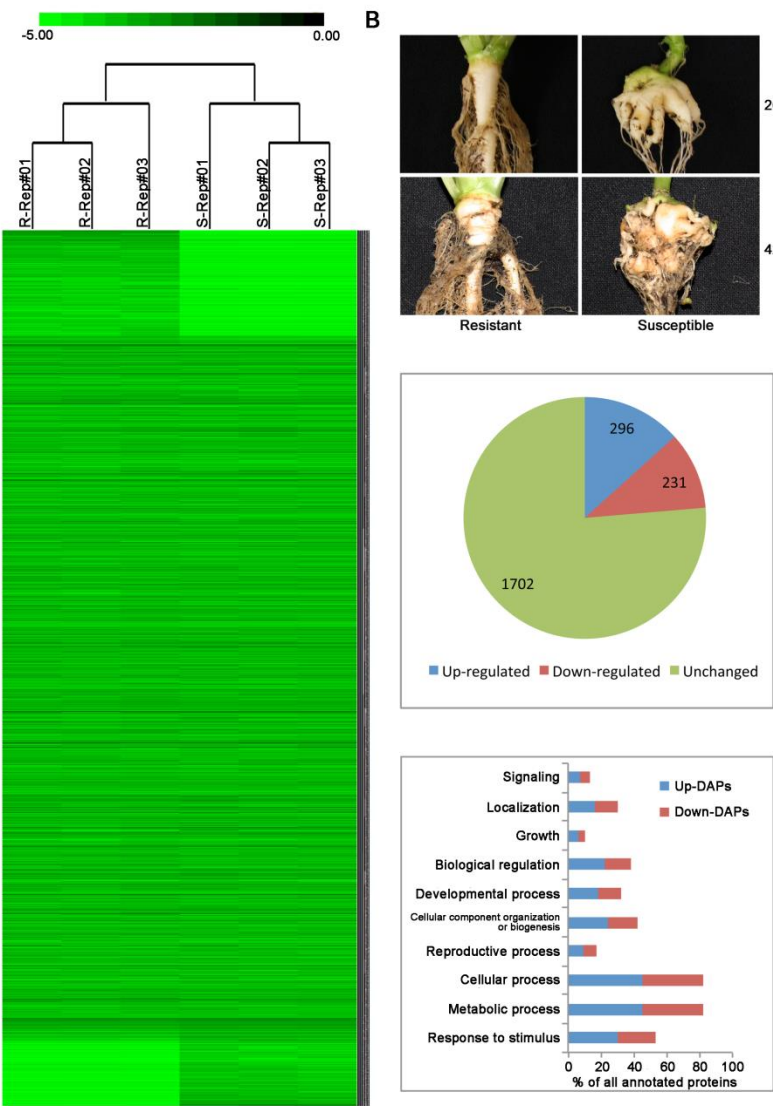 -5.00 0.00
R-Rep#01
R-Rep#02
R-Rep#03
S-Rep#01
S-Rep#02
S-Rep#03
B
2
4
Resistant Susceptible
296
231
1702
Up-regulated Down-regulated Unchanged
Signaling
Localization
Growth
Biological regulation
Developmental process
Cellular component organization
or biogenesis
Reproductive process
Cellular process
Metabolic process
Response to stimulus
Up-DAPs
Down-DAPs
0 20 40 60 80 100
% of all annotated proteins